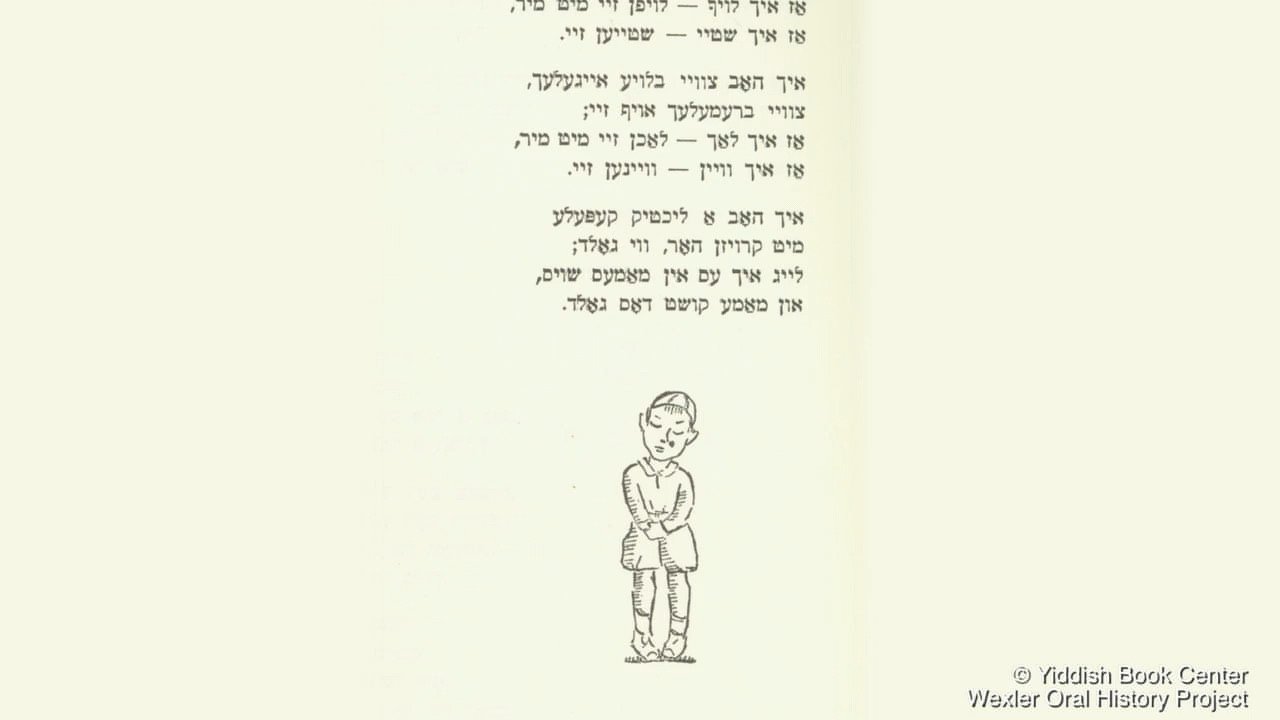 אַז איך לויף — לויפן זיי מיט מיר,
אַז איך שטיי — שטייען זיי.
איך האָב צוויי בלויע אייגעלעך,
צוויי ברעמעלעך אויף זיי;
אַז איך לאַך — לאַכן זיי מיט מיר,
אַז איך וויין — וויינען זיי.
איך האָב אַ ליכטיק קעפּעלע
מיט קרויזן האָר, ווי גאָלד;
לייג איך עס אין מאַמעס שויס,
און מאַמע קושט דאָס גאָלד.
© Yiddish Book Center
Wexler Oral History Project